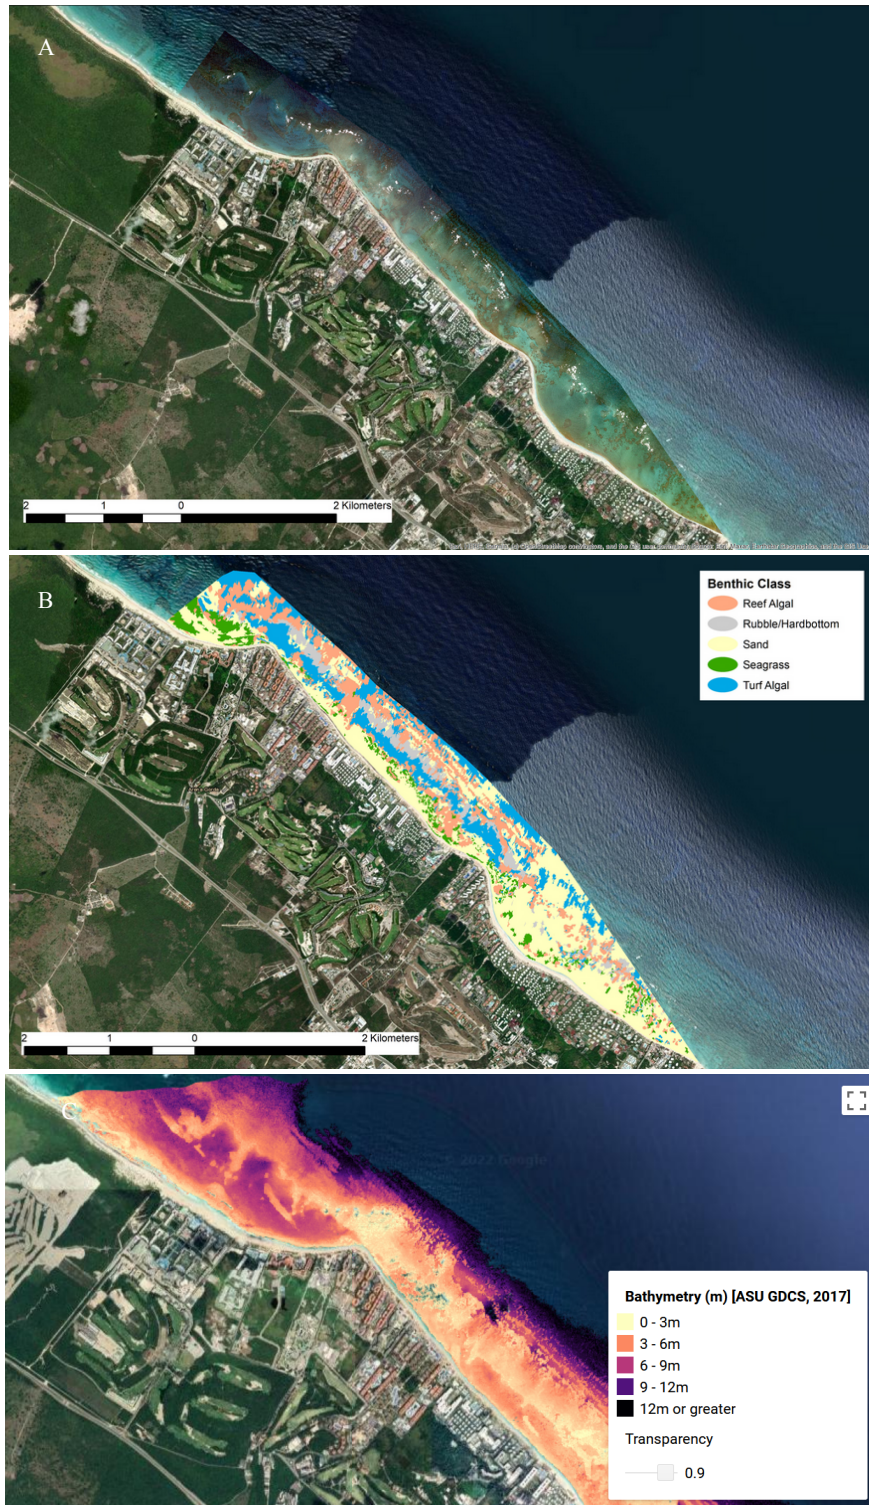 A
2 1 0 2 Kilometers
B
Benthic Class
Reef Algal
Rubble/Hardbottom
Sand
Seagrass
Turf Algal
2 1 0 2 Kilometers
C
© 2022 Google
Bathymetry (m) [ASU GDCS, 2017]
0 - 3m
3 - 6m
6 - 9m
9 - 12m
12m or greater
Transparency
0.9